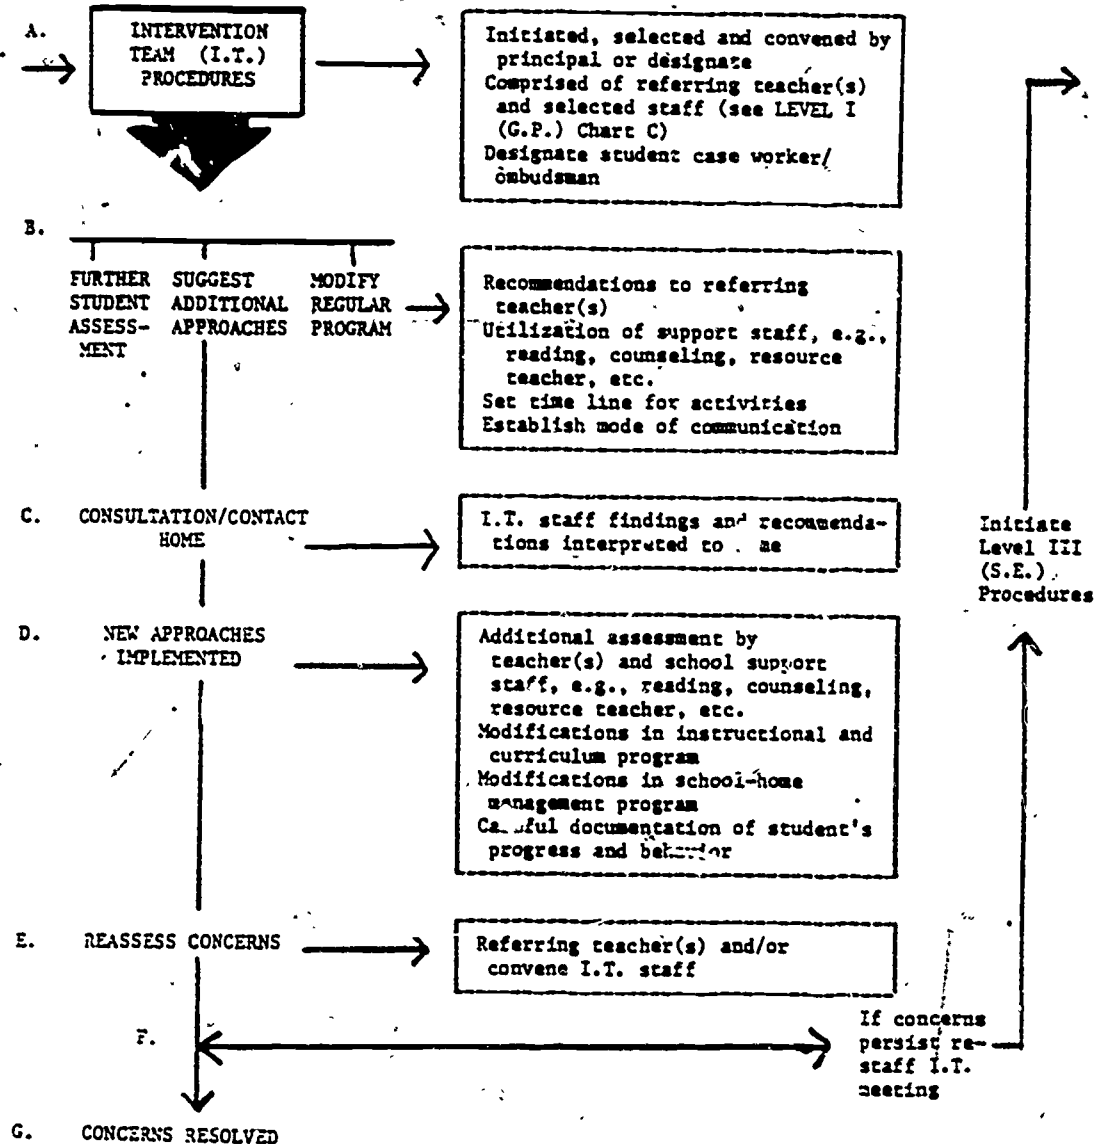 A.
INTERVENTION
TEAM (I.T.)
PROCEDURES
Initiated, selected and convened by
principal or designate
Comprised of referring teacher(s)
and selected staff (see LEVEL I
(G.P.) Chart C)
Designate student case worker/
ombudsman
B.
FURTHER
STUDENT
ASSESS-
MENT
SUGGEST
ADDITIONAL
APPROACHES
MODIFY
REGULAR
PROGRAM
Recommendations to referring
teacher(s)
Utilization of support staff, e.g.,
reading, counseling, resource
teacher, etc.
Set time line for activities
Establish mode of communication
C. CONSULTATION/CONTACT
HOME
I.T. staff findings and recommenda-
tions interpreted to
Initiate
Level III
(S.E.)
Procedures
D. NEW APPROACHES
IMPLEMENTED
Additional assessment by
teacher(s) and school support
staff, e.g., reading, counseling,
resource teacher, etc.
Modifications in instructional and
curriculum program
Modifications in school-home
management program
documentation of student's
progress and behavior
E. REASSESS CONCERNS
Referring teacher(s) and/or
convene I.T. staff
F.
If concerns
persist re-
staff I.T.
meeting
G. CONCERNS RESOLVED